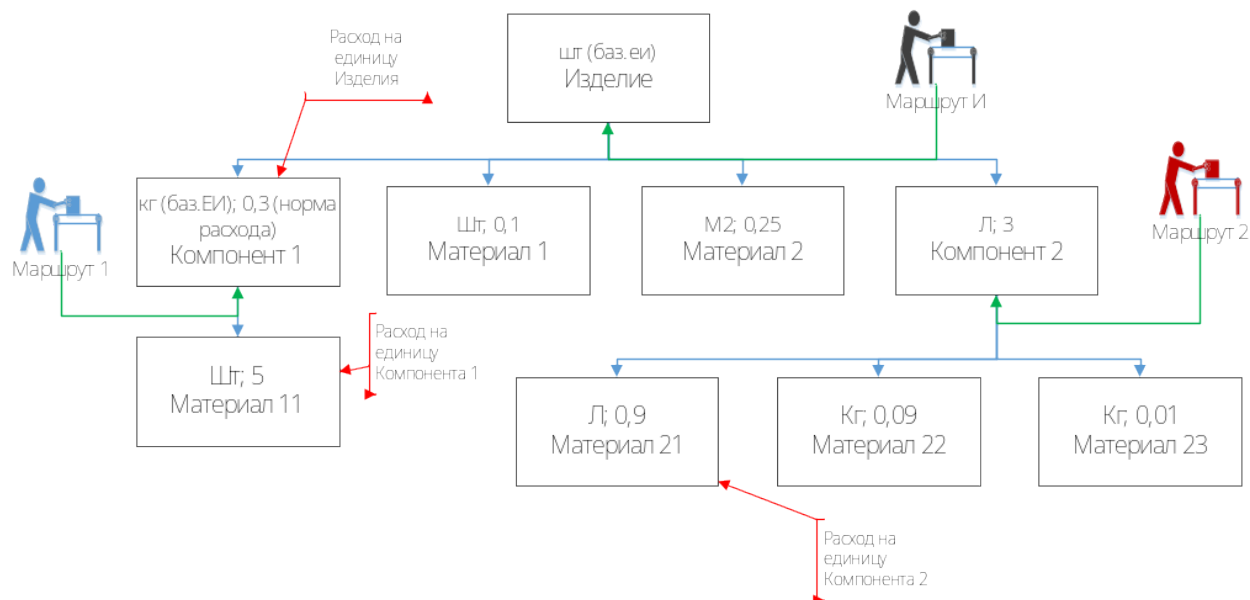 Расход на
единицу
Изделия
шт (баз.еи)
Изделие
Маршрут И
кг (баз.ЕИ); 0,3 (норма
расхода)
Компонент 1
Шт; 0,1
Материал 1
М2; 0,25
Материал 2
Л; 3
Компонент 2
Маршрут 1
Маршрут 2
Шт; 5
Материал 11
Расход на
единицу
Компонента 1
Л; 0,9
Материал 21
Кг; 0,09
Материал 22
Кг; 0,01
Материал 23
Расход на
единицу
Компонента 2